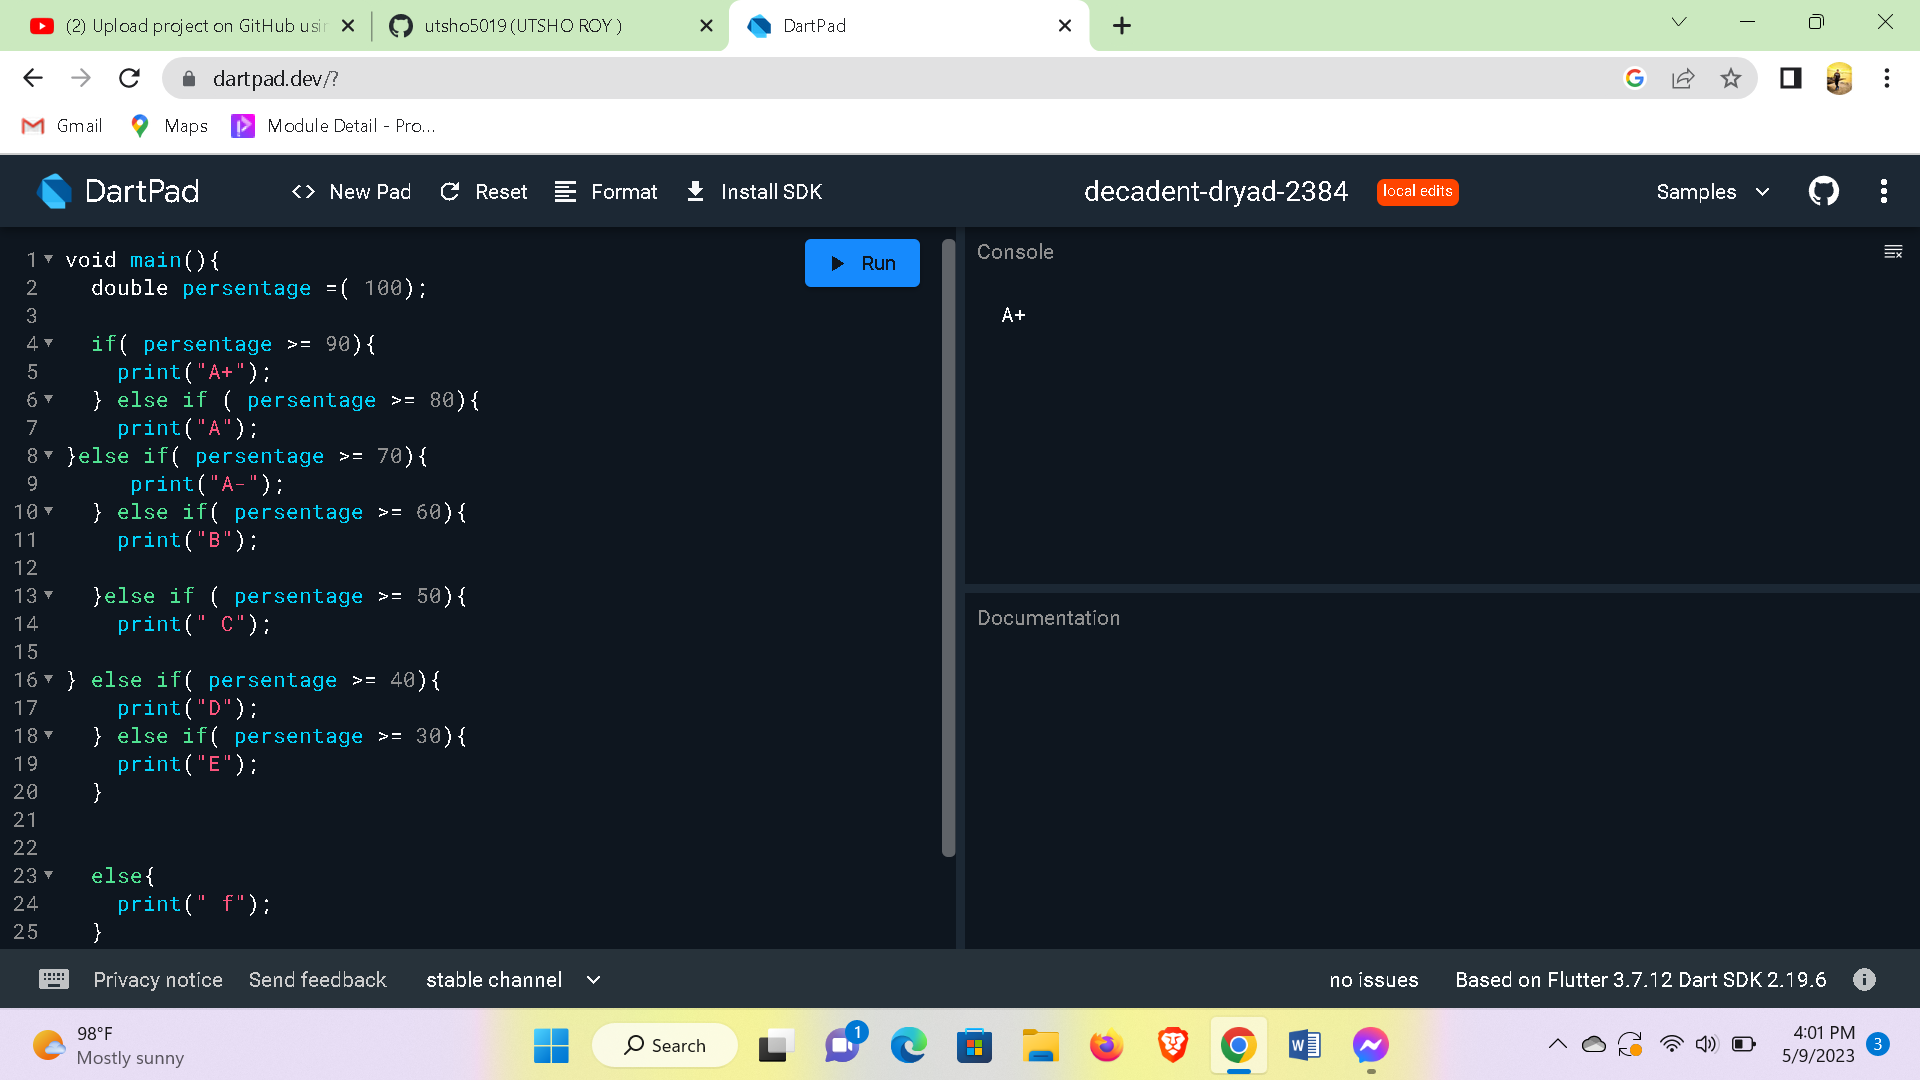 (2) Upload project on GitHub usin
utsho5019 (UTSHO ROY )
DartPad
dartpad.dev/?
Gmail
Maps
Module Detail - Pro...
DartPad
New Pad
Reset
Format
Install SDK
decadent-dryad-2384
local edits
Samples
1 void main(){
2 double persentage =( 100);
3
4 if( persentage >= 90){
5 print("A+");
6 } else if ( persentage >= 80){
7 print("A");
8 }else if( persentage >= 70){
9 print("A-");
10 } else if( persentage >= 60){
11 print("B");
12
13 }else if ( persentage >= 50){
14 print(" C");
15
16 } else if( persentage >= 40){
17 print("D");
18 } else if( persentage >= 30){
19 print("E");
20 }
21
22
23 else{
24 print(" f");
25 }
Run
Console
A+
Documentation
Privacy notice
Send feedback
stable channel
no issues
Based on Flutter 3.7.12 Dart SDK 2.19.6
98°F
Mostly sunny
Search
1
4:01 PM
5/9/2023
3